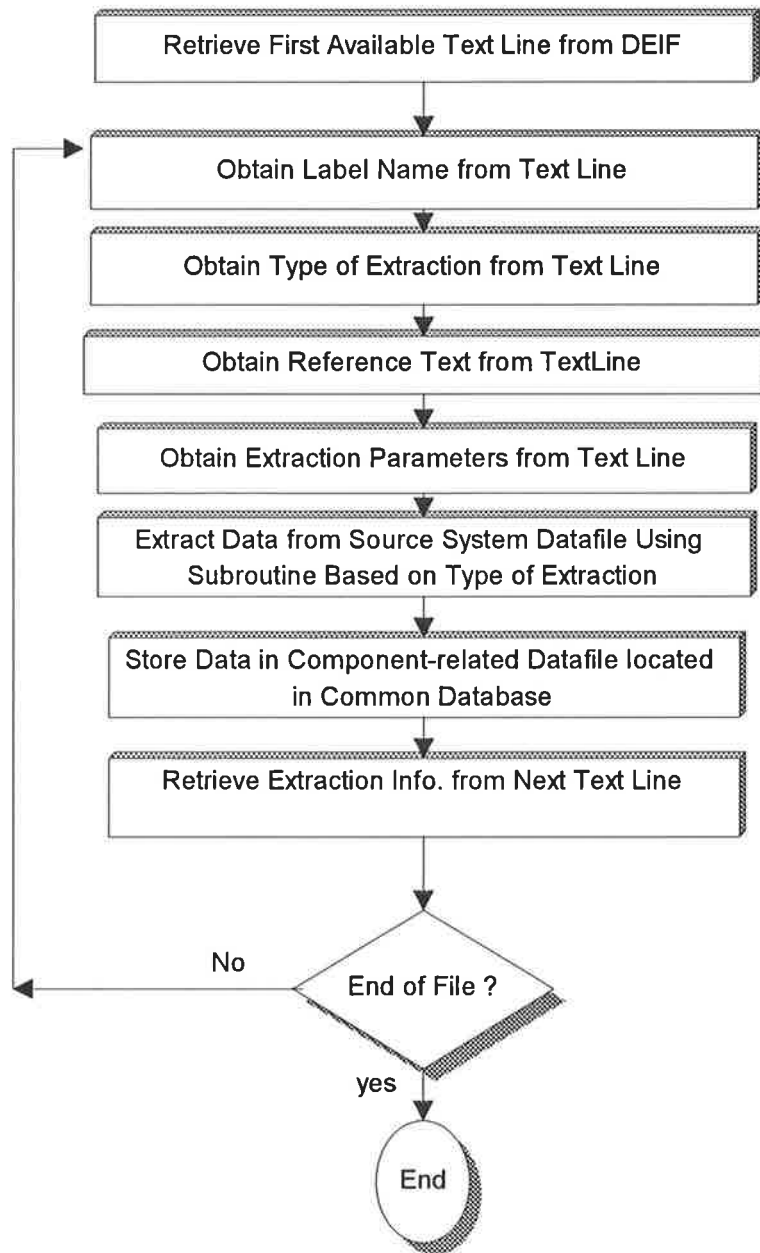 Retrieve First Available Text Line from DEIF
Obtain Label Name from Text Line
Obtain Type of Extraction from Text Line
Obtain Reference Text from TextLine
Obtain Extraction Parameters from Text Line
Extract Data from Source System Datafile Using
Subroutine Based on Type of Extraction
Store Data in Component-related Datafile located
in Common Database
Retrieve Extraction Info. from Next Text Line
No
End of File ?
yes
End